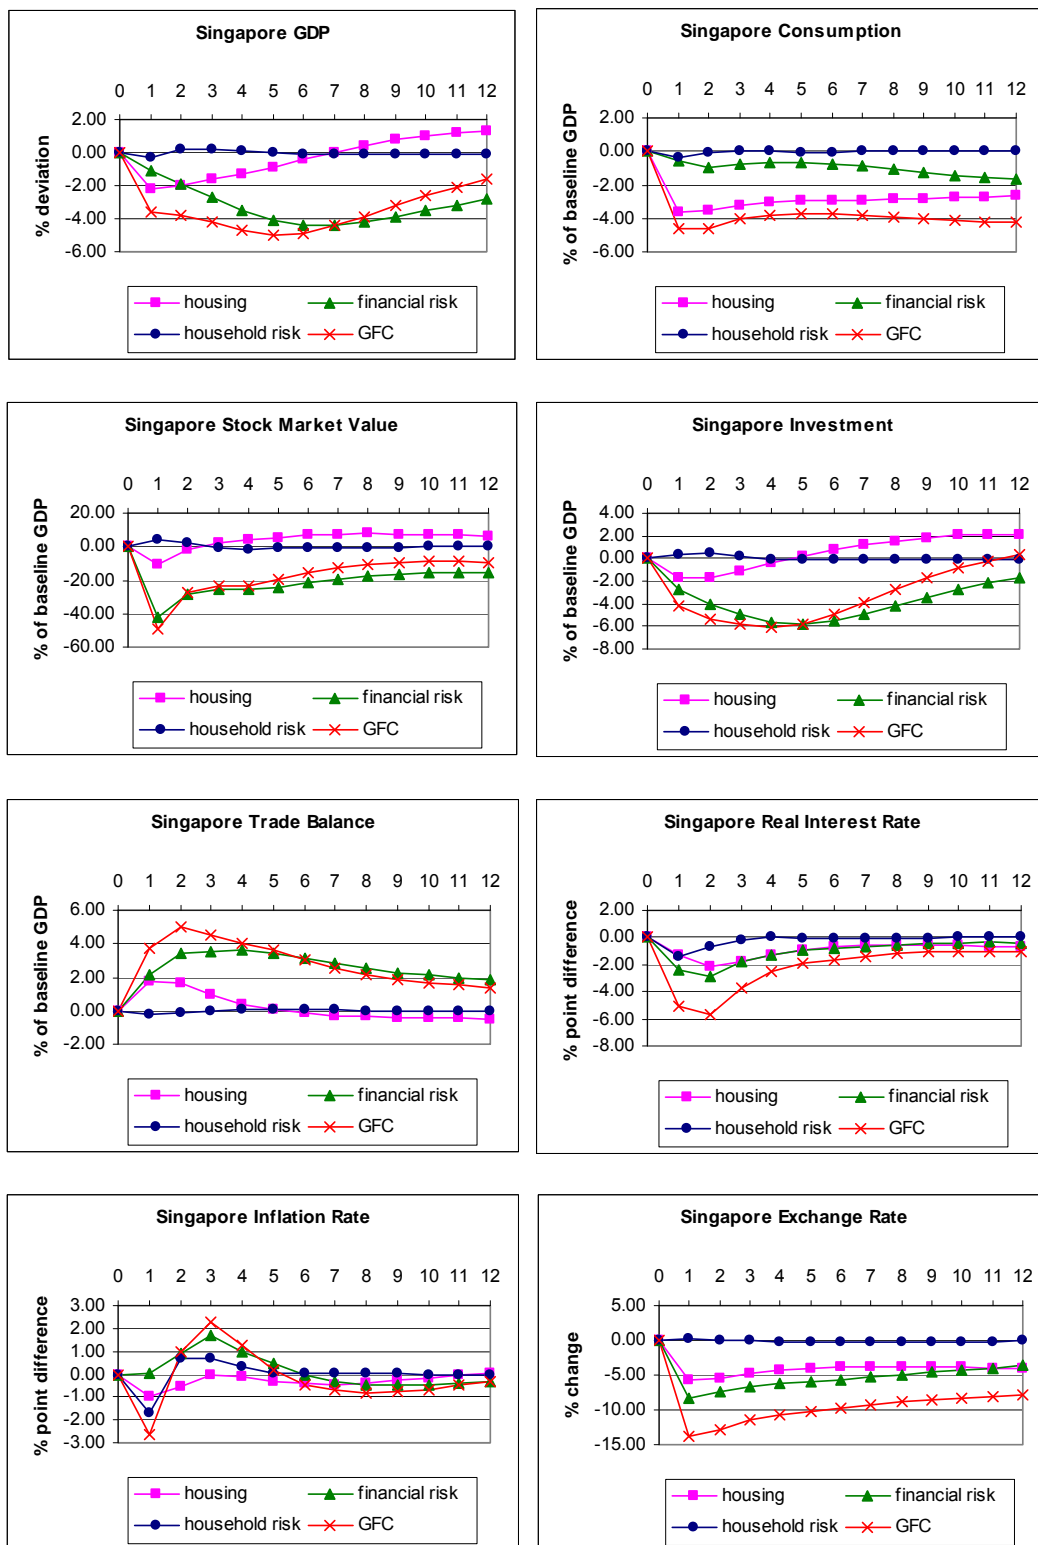 Singapore GDP
0 1 2 3 4 5 6 7 8 9 10 11 12
2.00
0.00
-2.00
-4.00
-6.00
% deviation
housing financial risk
household risk GFC
Singapore Consumption
0 1 2 3 4 5 6 7 8 9 10 11 12
2.00
0.00
-2.00
-4.00
-6.00
% of baseline GDP
housing financial risk
household risk GFC
Singapore Stock Market Value
0 1 2 3 4 5 6 7 8 9 10 11 12
20.00
0.00
-20.00
-40.00
-60.00
% of baseline GDP
housing financial risk
household risk GFC
Singapore Investment
0 1 2 3 4 5 6 7 8 9 10 11 12
4.00
2.00
0.00
-2.00
-4.00
-6.00
-8.00
% of baseline GDP
housing financial risk
household risk GFC
Singapore Trade Balance
0 1 2 3 4 5 6 7 8 9 10 11 12
6.00
4.00
2.00
0.00
-2.00
% of baseline GDP
housing financial risk
household risk GFC
Singapore Real Interest Rate
0 1 2 3 4 5 6 7 8 9 10 11 12
2.00
0.00
-2.00
-4.00
-6.00
-8.00
% point difference
housing financial risk
household risk GFC
Singapore Inflation Rate
0 1 2 3 4 5 6 7 8 9 10 11 12
3.00
2.00
1.00
0.00
-1.00
-2.00
-3.00
% point difference
housing financial risk
household risk GFC
Singapore Exchange Rate
0 1 2 3 4 5 6 7 8 9 10 11 12
5.00
0.00
-5.00
-10.00
-15.00
% change
housing financial risk
household risk GFC